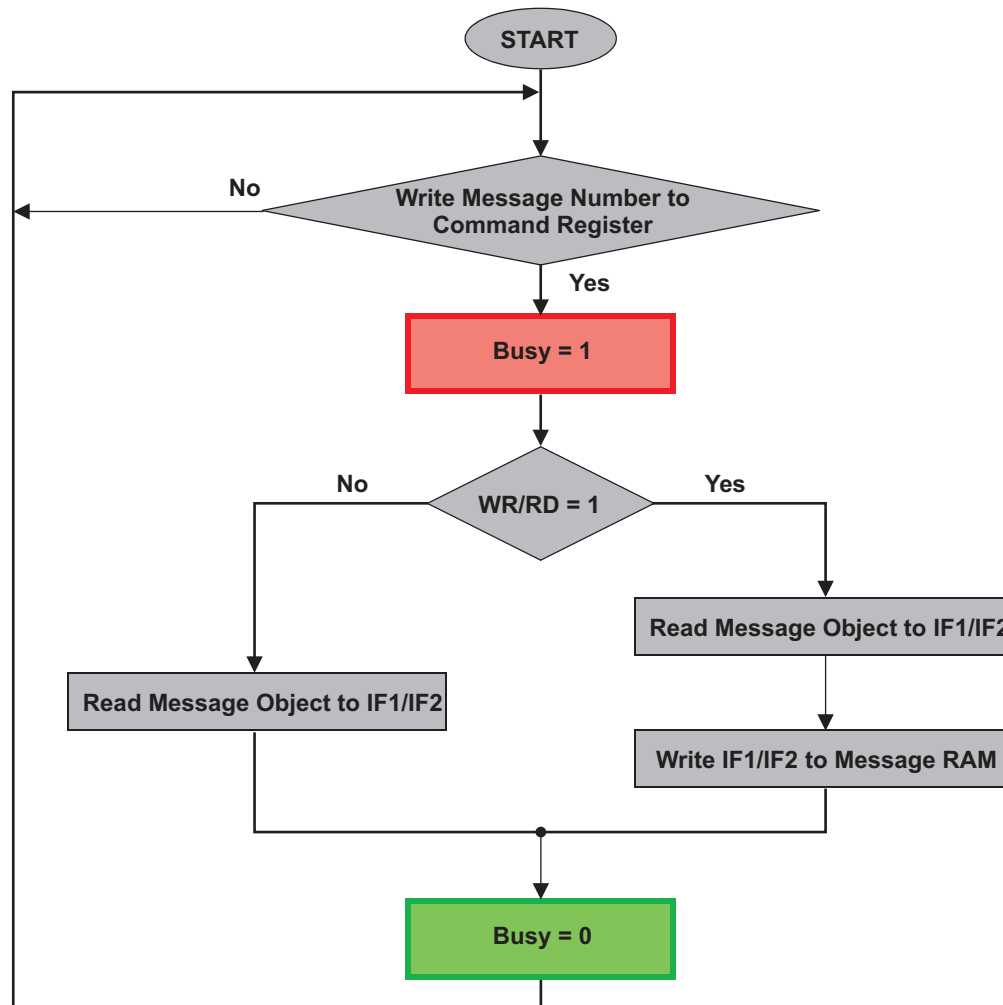 START
No
Write Message Number to
Command Register
Yes
Busy = 1
No
WR/RD = 1
Yes
Read Message Object to IF1/IF2
Read Message Object to IF1/IF2
Write IF1/IF2 to Message RAM
Busy = 0